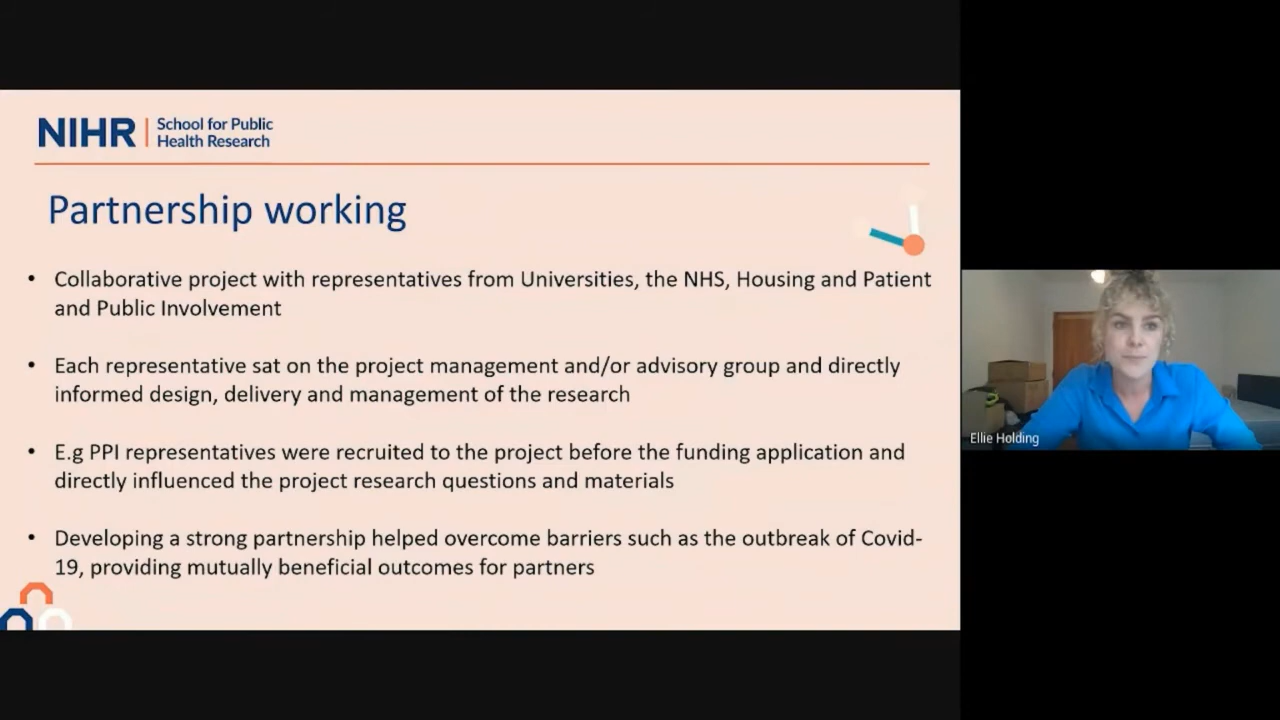 NIHR | School for Public
Health Research
Partnership working
• Collaborative project with representatives from Universities, the NHS, Housing and Patient
and Public Involvement
• Each representative sat on the project management and/or advisory group and directly
informed design, delivery and management of the research
• E.g PPI representatives were recruited to the project before the funding application and
directly influenced the project research questions and materials
• Developing a strong partnership helped overcome barriers such as the outbreak of Covid-
19, providing mutually beneficial outcomes for partners
Ellie Holding